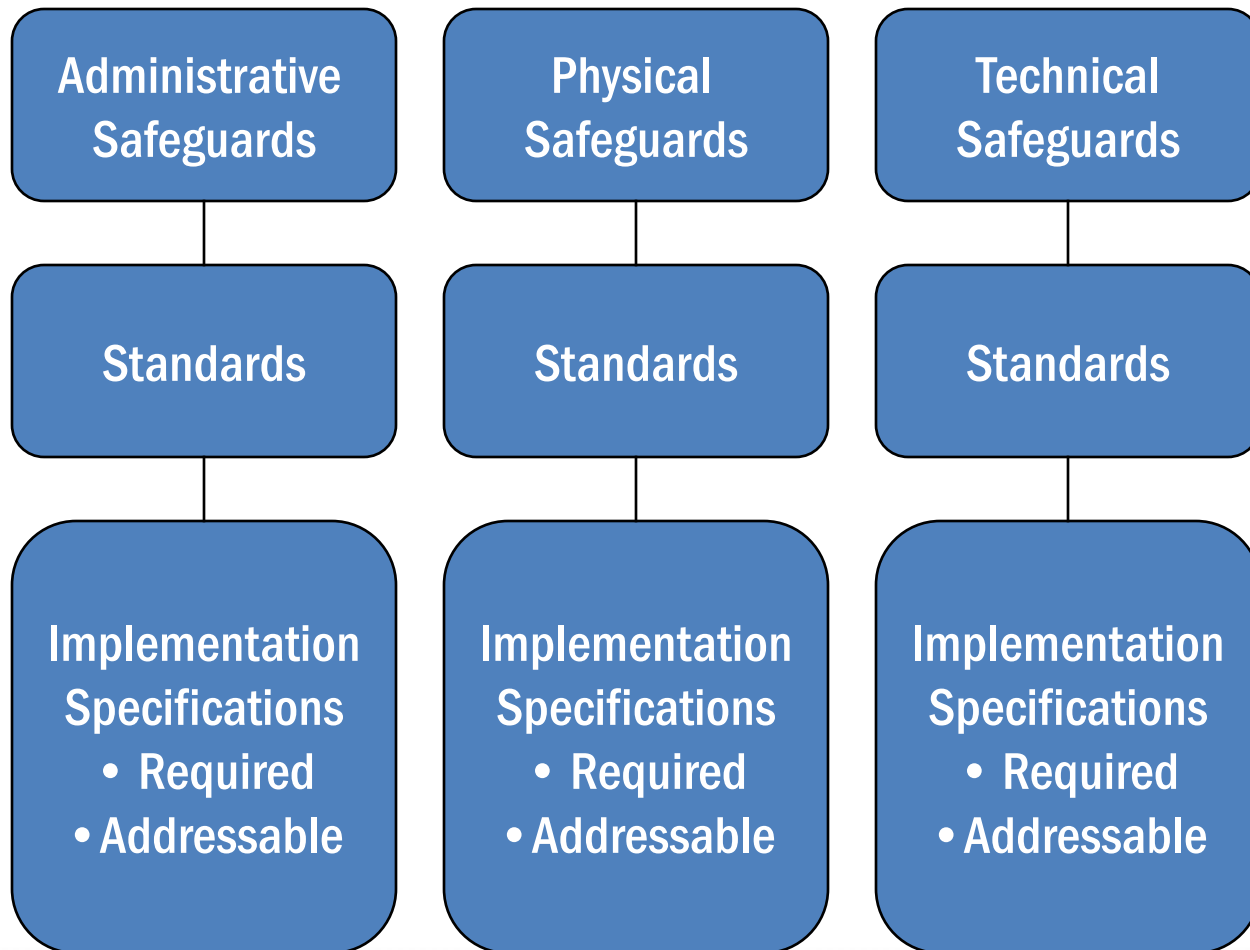 Administrative
Safeguards
Physical
Safeguards
Technical
Safeguards
Standards
Standards
Standards
Implementation
Specifications
• Required
• Addressable
Implementation
Specifications
• Required
• Addressable
Implementation
Specifications
• Required
• Addressable